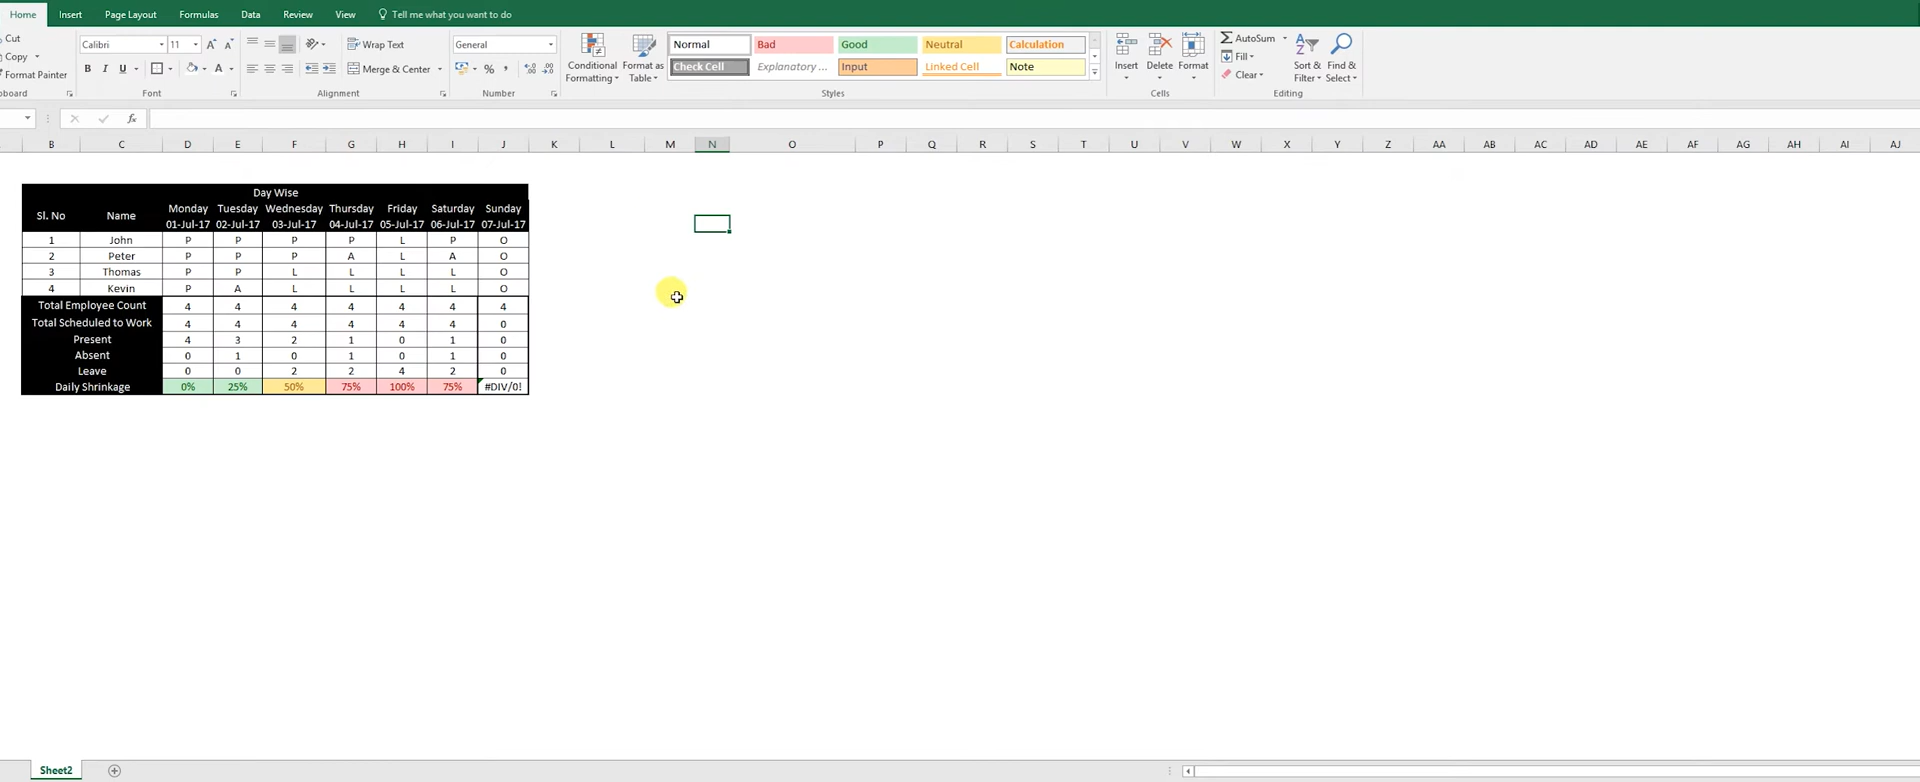 Home Insert Page Layout Formulas Data Review View Tell me what you want to do
Cut
Copy
Format Painter
Calibri 11
B I U
Wrap Text
Merge & Center
General
%
Conditional
Formatting
Format as
Table
Normal Bad Good Neutral Calculation
Check Cell Explanatory ... Input Linked Cell Note
Insert Delete Format
AutoSum
Fill
Clear
Sort &
Filter
Find &
Select
board Font Alignment Number Styles Cells Editing
fx
B C D E F G H I J K L M N O P Q R S T U V W X Y Z AA AB AC AD AE AF AG AH AI AJ
Day Wise
Sl. No Name Monday Tuesday Wednesday Thursday Friday Saturday Sunday
01-Jul-17 02-Jul-17 03-Jul-17 04-Jul-17 05-Jul-17 06-Jul-17 07-Jul-17
1 John P P P P L P O
2 Peter P P P A L A O
3 Thomas P P L L L L O
4 Kevin P A L L L L O
Total Employee Count 4 4 4 4 4 4 4
Total Scheduled to Work 4 4 4 4 4 4 0
Present 4 3 2 1 0 1 0
Absent 0 1 0 1 0 1 0
Leave 0 0 2 2 4 2 0
Daily Shrinkage 0% 25% 50% 75% 100% 75% #DIV/0!
Sheet2